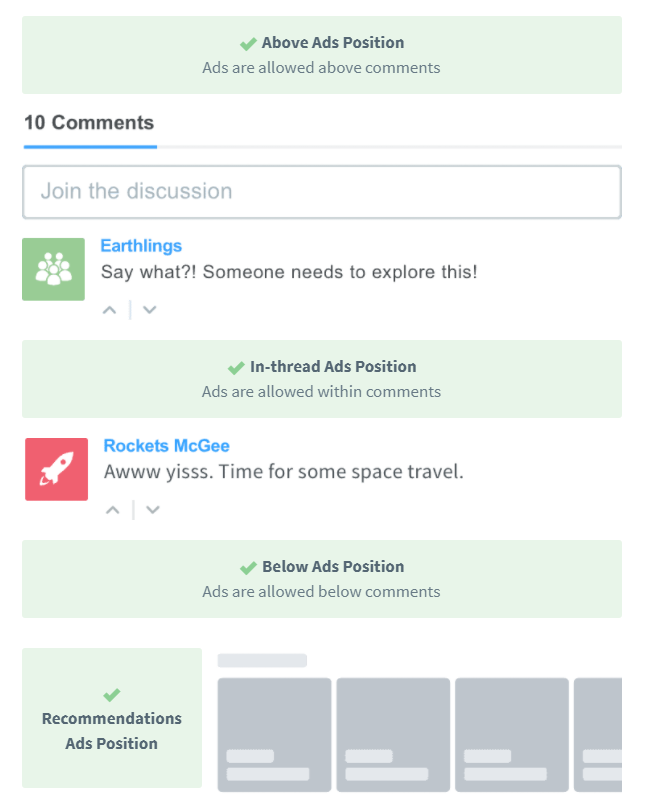 Above Ads Position
Ads are allowed above comments
10 Comments
Join the discussion
Earthlings
Say what?! Someone needs to explore this!
In-thread Ads Position
Ads are allowed within comments
Rockets McGee
Awww yisss. Time for some space travel.
Below Ads Position
Ads are allowed below comments
Recommendations
Ads Position